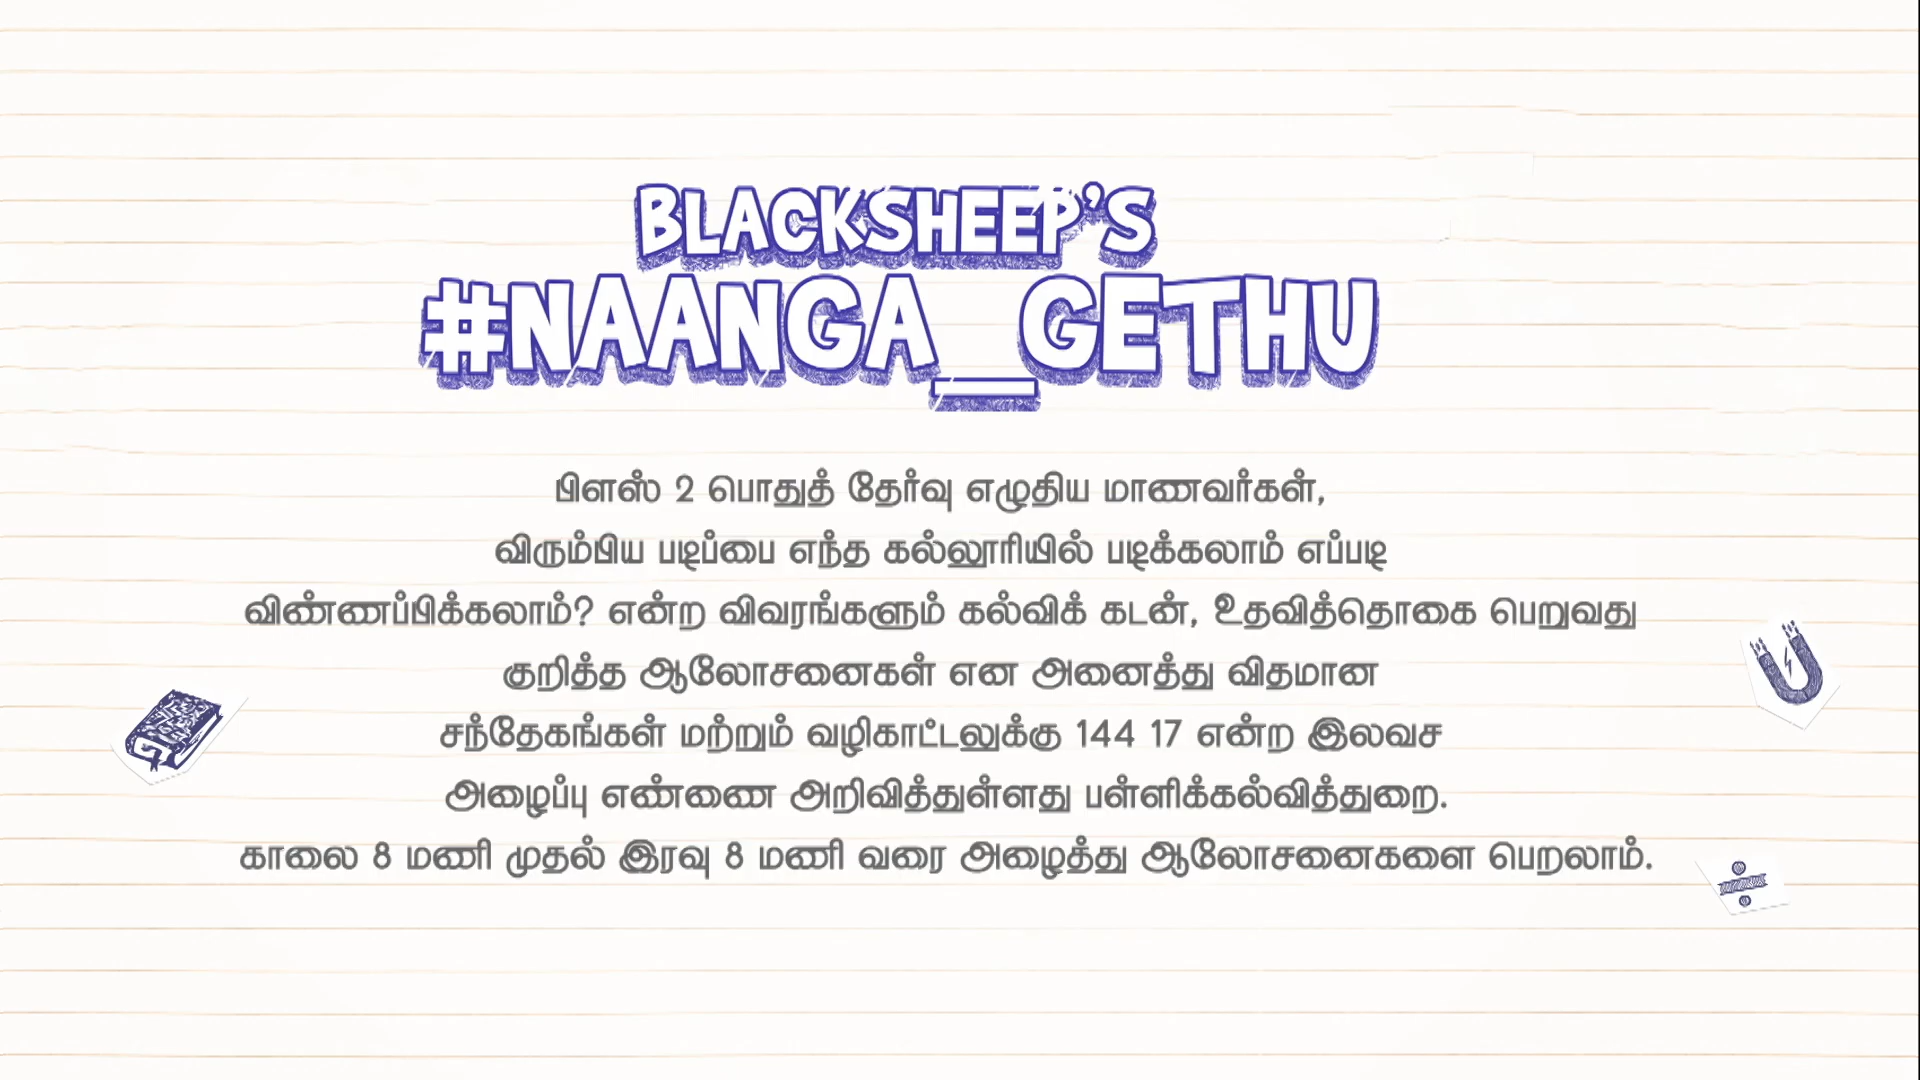 BLACKSHEEP'S
#NAANGA_GETHU
பிளஸ் 2 பொதுத் தேர்வு எழுதிய மாணவர்கள்,
விரும்பிய படிப்பை எந்த கல்லூரியில் படிக்கலாம் எப்படி
விண்ணப்பிக்கலாம்? என்ற விவரங்களும் கல்விக் கடன், உதவித்தொகை பெறுவது
குறித்த ஆலோசனைகள் என அனைத்து விதமான
சந்தேகங்கள் மற்றும் வழிகாட்டலுக்கு 144 17 என்ற இலவச
அழைப்பு எண்ணை அறிவித்துள்ளது பள்ளிக்கல்வித்துறை.
காலை 8 மணி முதல் இரவு 8 மணி வரை அழைத்து ஆலோசனைகளை பெறலாம்.